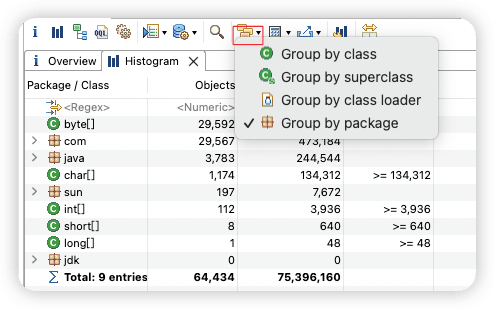 i SQL
i Overview Histogram
Group by class
Group by superclass
Group by class loader
Group by package
Package / Class Objects
<Regex> <Numeric>
byte[] 29,592
com 29,567 473,184
java 3,783 244,544
char[] 1,174 134,312 >= 134,312
sun 197 7,672
int[] 112 3,936 >= 3,936
short[] 8 640 >= 640
long[] 1 48 >= 48
jdk 0 0
Σ Total: 9 entries 64,434 75,396,160